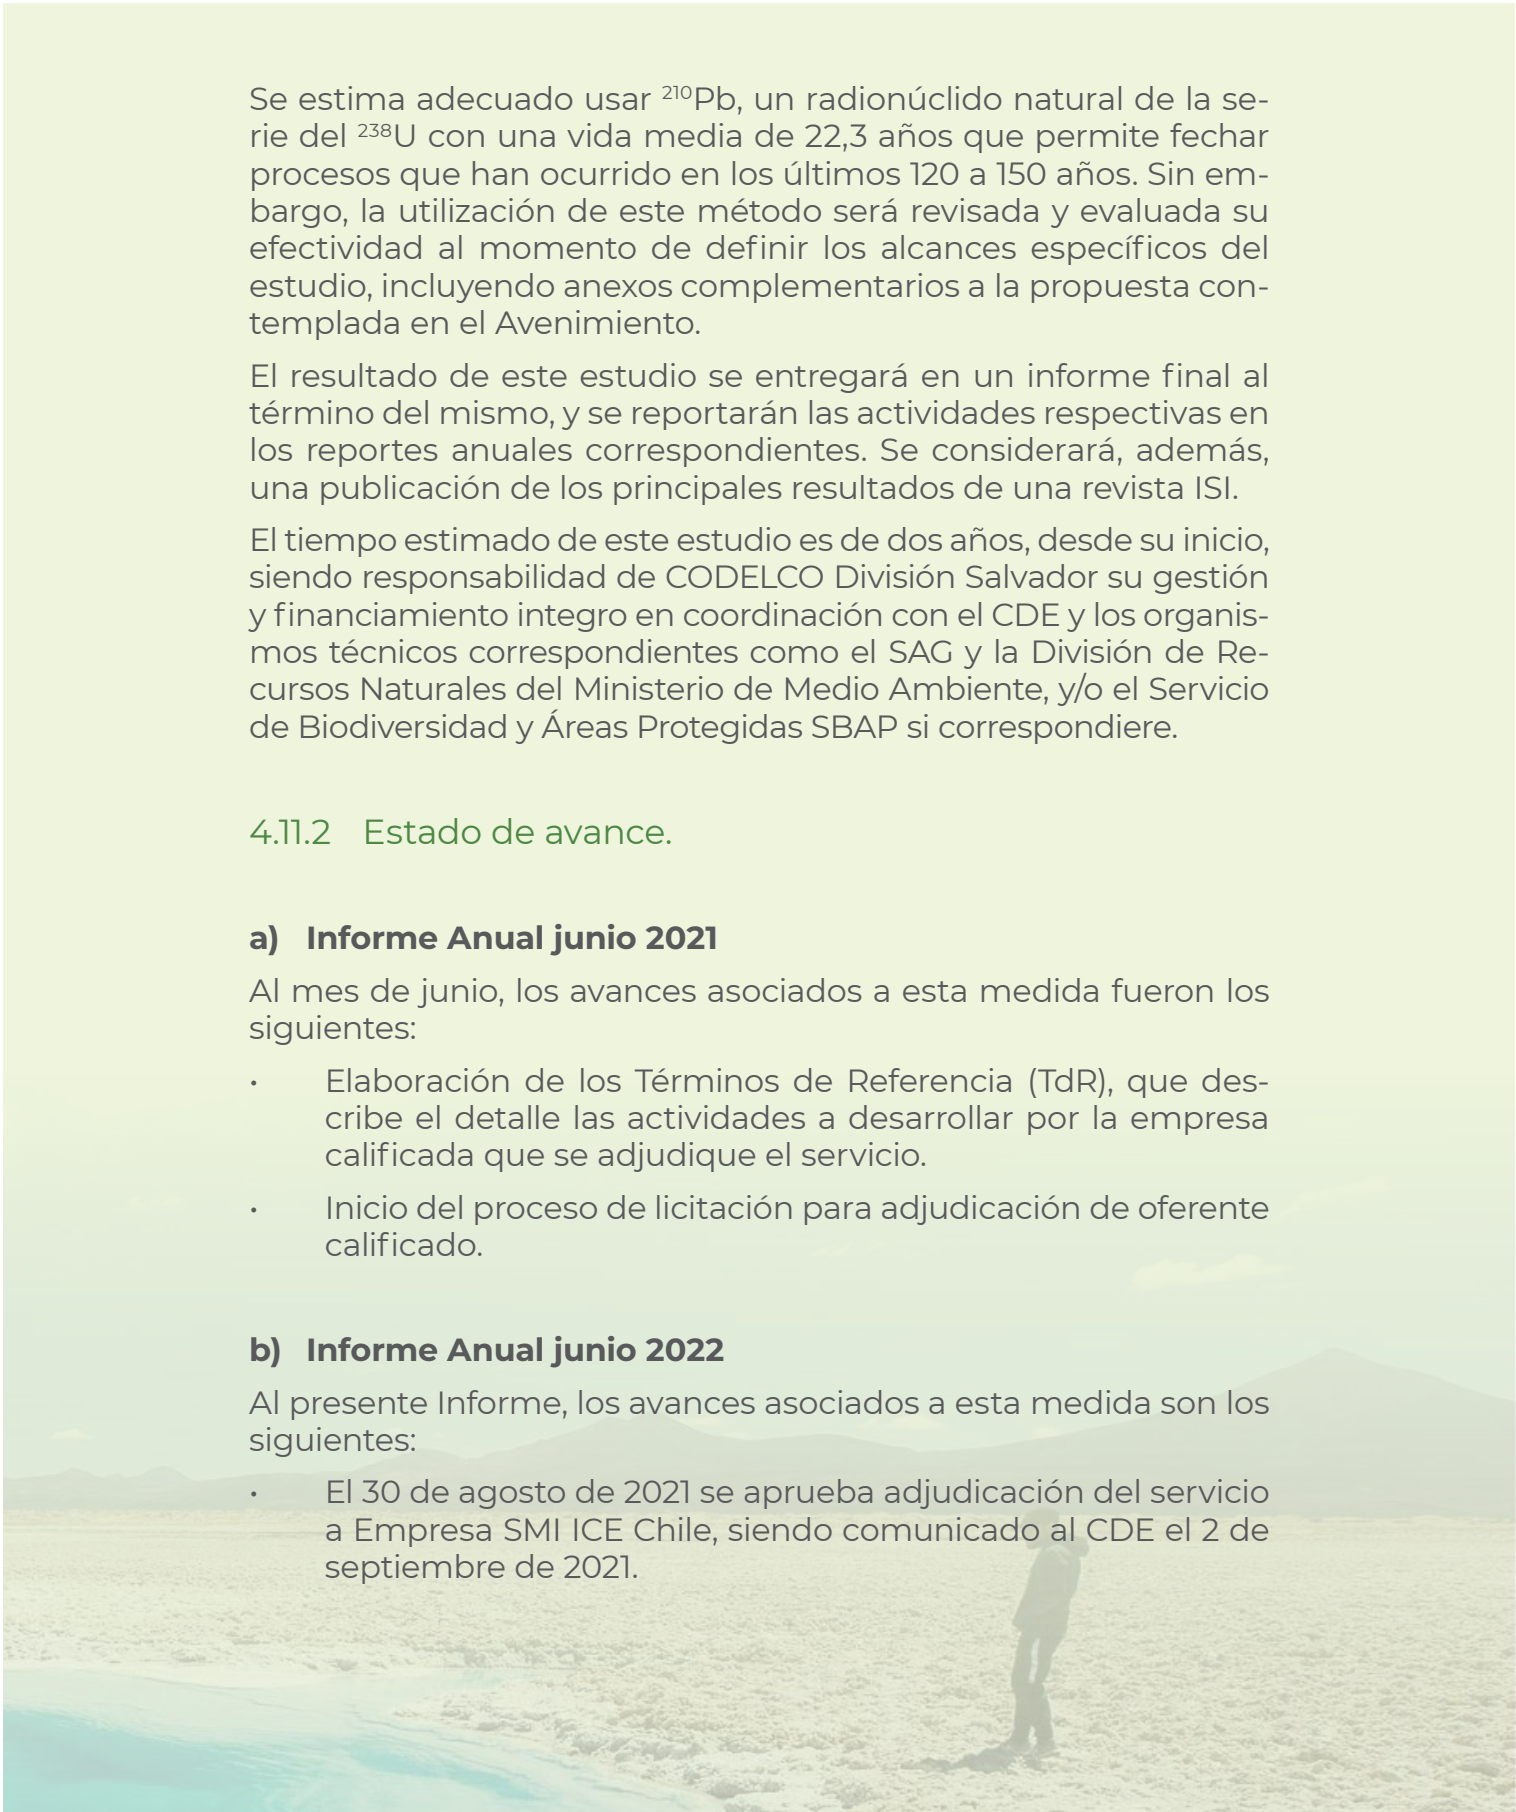 Se estima adecuado usar ²¹⁰Pb, un radionúclido natural de la se-
rie del ²³⁸U con una vida media de 22,3 años que permite fechar
procesos que han ocurrido en los últimos 120 a 150 años. Sin em-
bargo, la utilización de este método será revisada y evaluada su
efectividad al momento de definir los alcances específicos del
estudio, incluyendo anexos complementarios a la propuesta con-
templada en el Avenimiento.
El resultado de este estudio se entregará en un informe final al
término del mismo, y se reportarán las actividades respectivas en
los reportes anuales correspondientes. Se considerará, además,
una publicación de los principales resultados de una revista ISI.
El tiempo estimado de este estudio es de dos años, desde su inicio,
siendo responsabilidad de CODELCO División Salvador su gestión
y financiamiento integro en coordinación con el CDE y los organis-
mos técnicos correspondientes como el SAG y la División de Re-
cursos Naturales del Ministerio de Medio Ambiente, y/o el Servicio
de Biodiversidad y Áreas Protegidas SBAP si correspondiere.
4.11.2 Estado de avance.
a) Informe Anual junio 2021
Al mes de junio, los avances asociados a esta medida fueron los
siguientes:
• Elaboración de los Términos de Referencia (TdR), que des-
cribe el detalle las actividades a desarrollar por la empresa
calificada que se adjudique el servicio.
• Inicio del proceso de licitación para adjudicación de oferente
calificado.
b) Informe Anual junio 2022
Al presente Informe, los avances asociados a esta medida son los
siguientes:
• El 30 de agosto de 2021 se aprueba adjudicación del servicio
a Empresa SMI ICE Chile, siendo comunicado al CDE el 2 de
septiembre de 2021.